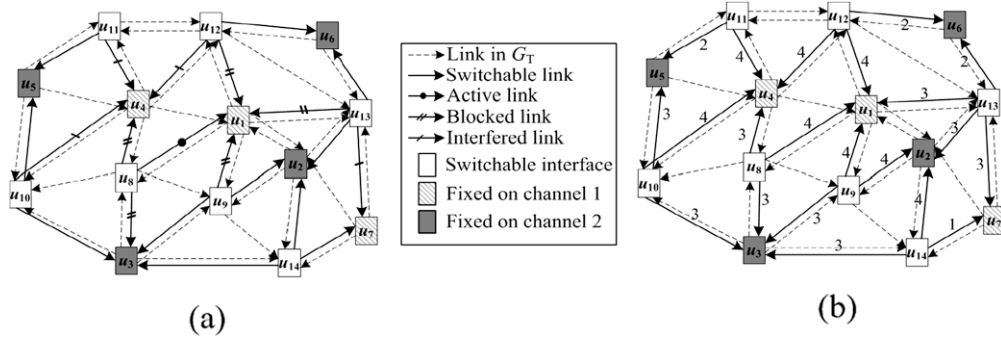 u11 u12 u6
u5 u4 u1 u13
u2
u8
u10 u9
u7
u3 u14
(a)
Link in GT
Switchable link
Active link
Blocked link
Interfered link
Switchable interface
Fixed on channel 1
Fixed on channel 2
u11 u12 u6
2 2 2
4 4 4
u5 u4 u1 u13
3
3 4 3 4 u2 3 3
u8 4 4
u10 u9
3 3 3 4 1 u7
u3 3 u14
3
(b)